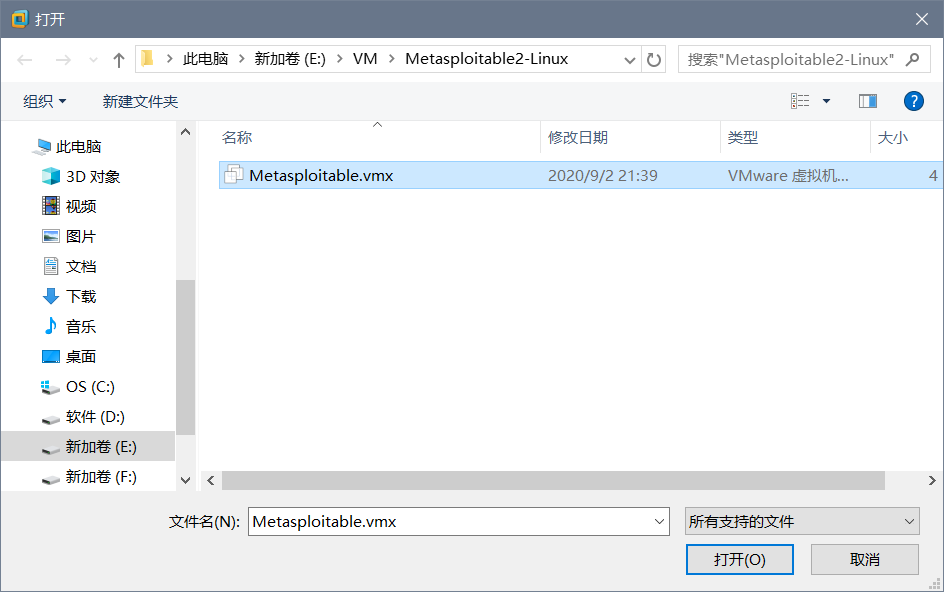 打开
此电脑 新加卷 (E:) VM Metasploitable2-Linux
搜索"Metasploitable2-Linux"
组织 新建文件夹
?
名称 修改日期 类型 大小
Metasploitable.vmx 2020/9/2 21:39 VMware 虚拟机... 4
此电脑
3D 对象
视频
图片
文档
下载
音乐
桌面
OS (C:)
软件 (D:)
新加卷 (E:)
新加卷 (F:)
文件名(N): Metasploitable.vmx 所有支持的文件
打开(O) 取消